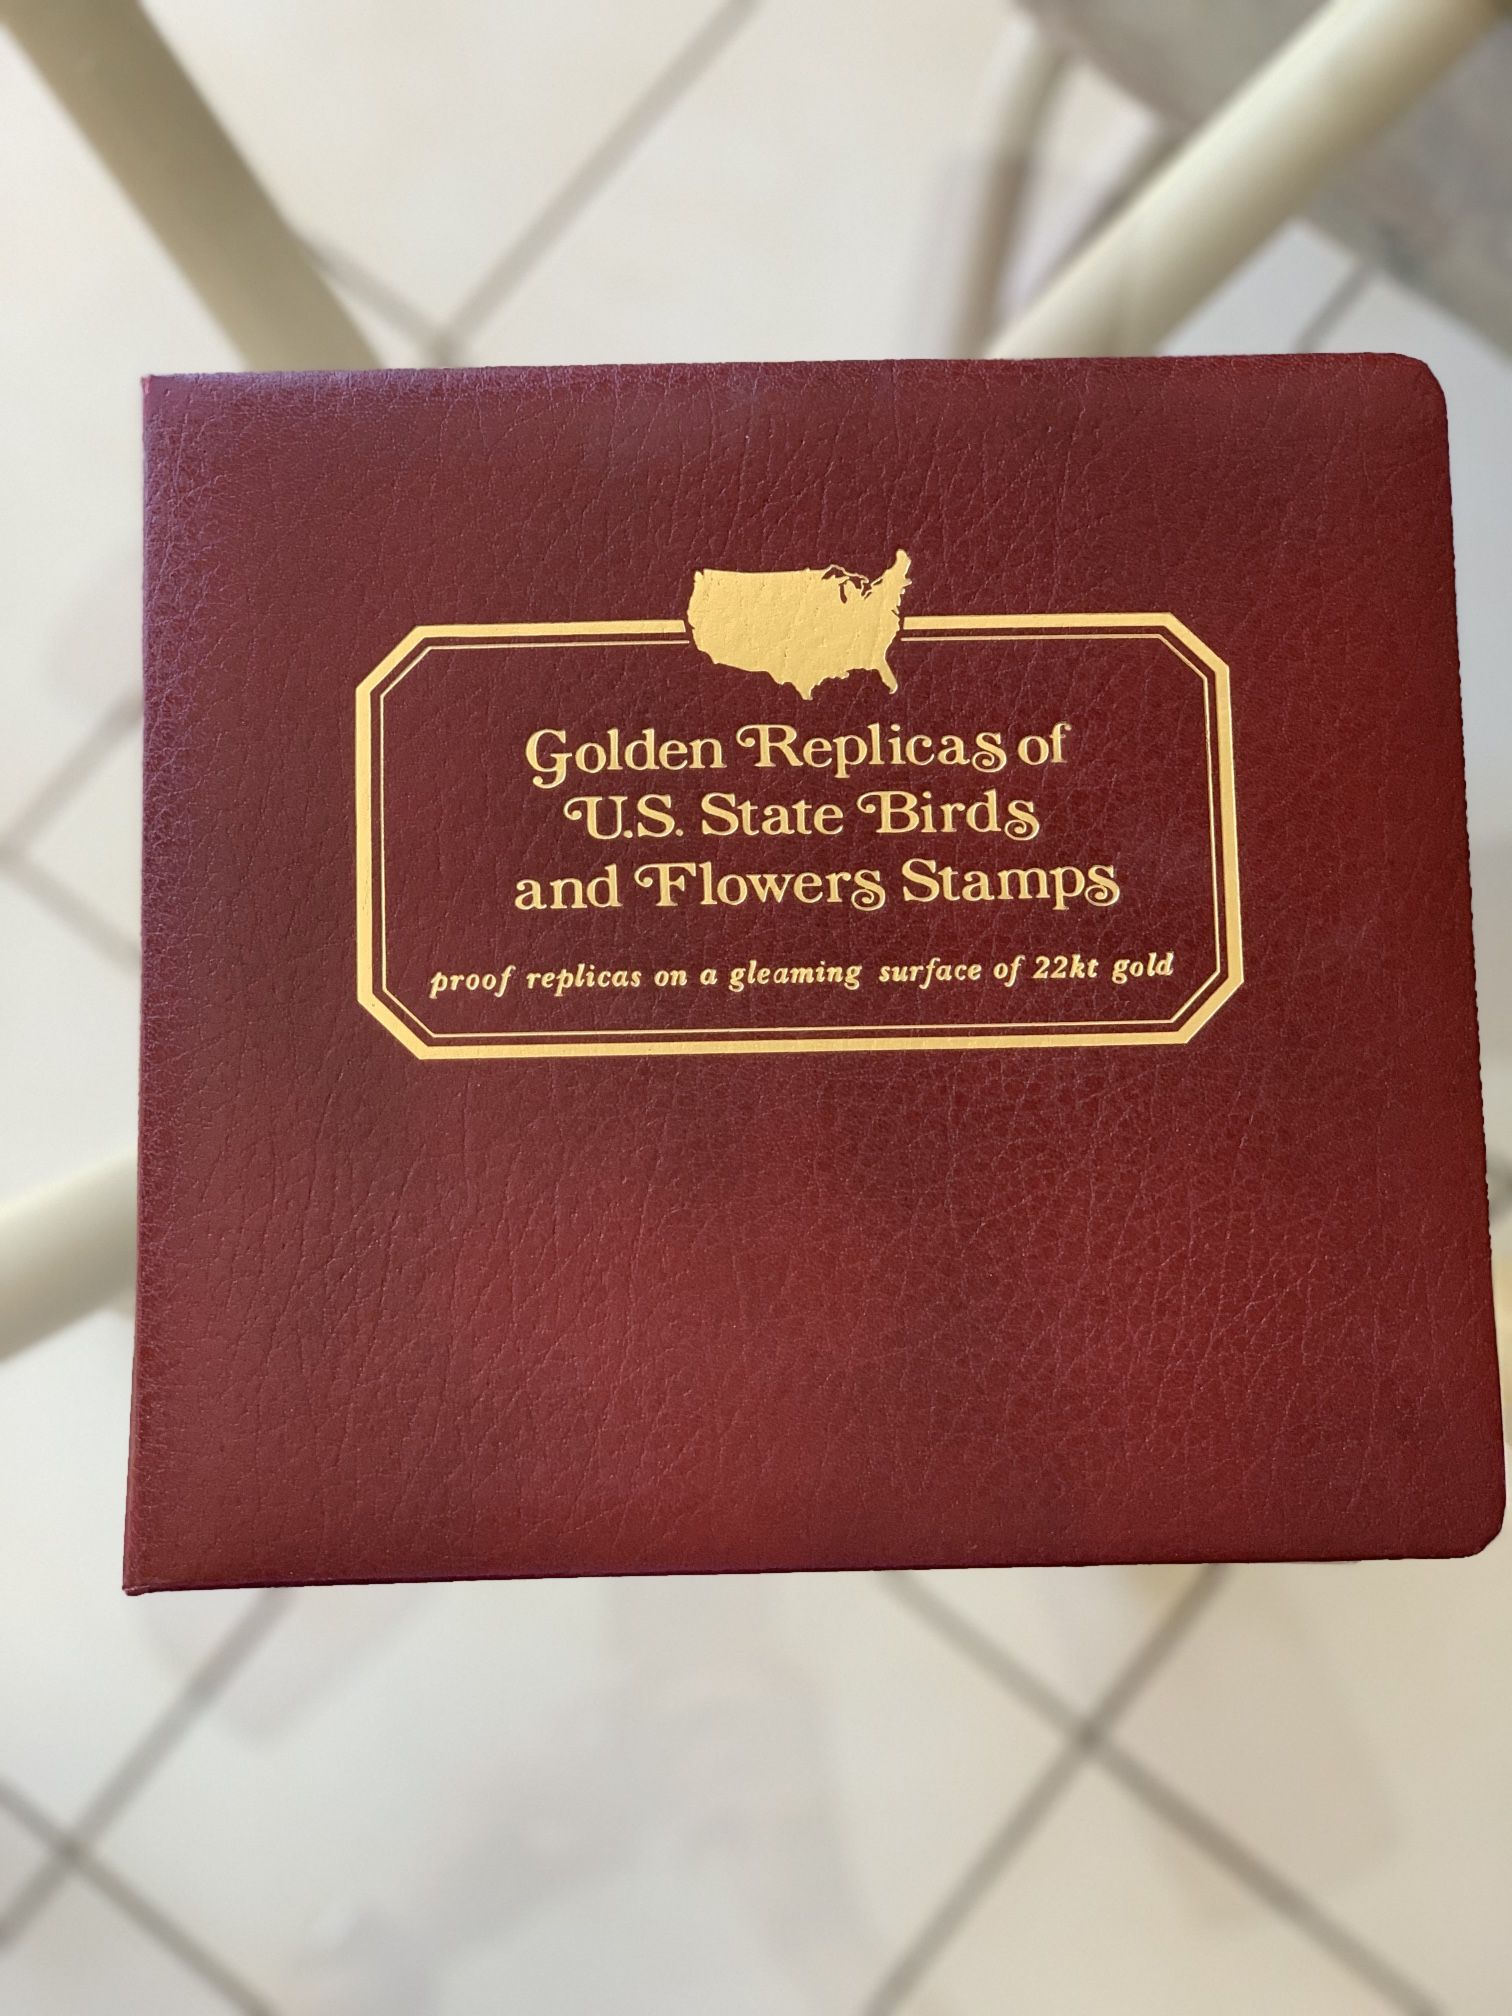 Golden Replicas of
U.S. State Birds
and Flowers Stamps
proof replicas on a gleaming surface of 22kt gold